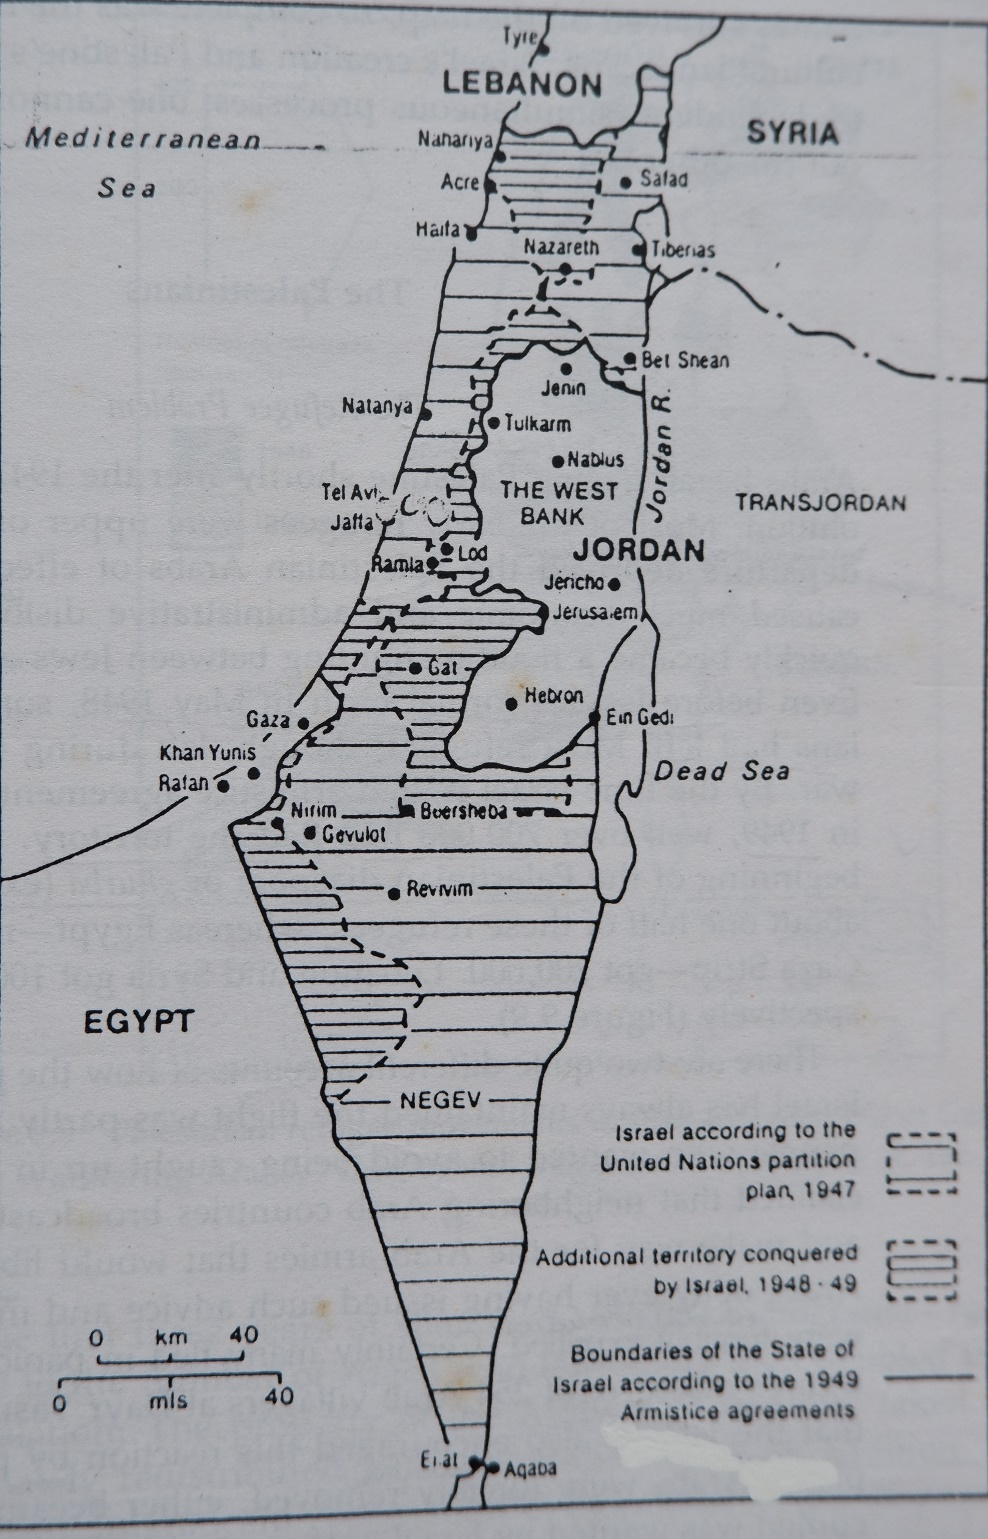 Tyre
LEBANON
Mediterranean
Sea
SYRIA
Nahariya
Acre
Safad
Haifa
Nazareth
Tiberias
Bet Shean
Jenin
Natanya
Tulkarm
Jordan R.
Nablus
THE WEST
BANK
TRANSJORDAN
Tel Avi
Jaffa
JORDAN
Lod
Ramla
Jericho
Jerusalem
Gat
Hebron
Gaza
Ein Gedi
Khan Yunis
Rafah
Dead Sea
Nirim
Beersheba
Gevulot
Revivim
EGYPT
NEGEV
Israel according to the
United Nations partition
plan, 1947
Additional territory conquered
by Israel, 1948-49
Boundaries of the State of
Israel according to the 1949
Armistice agreements
0 km 40
0 mls 40
Eilat
Aqaba